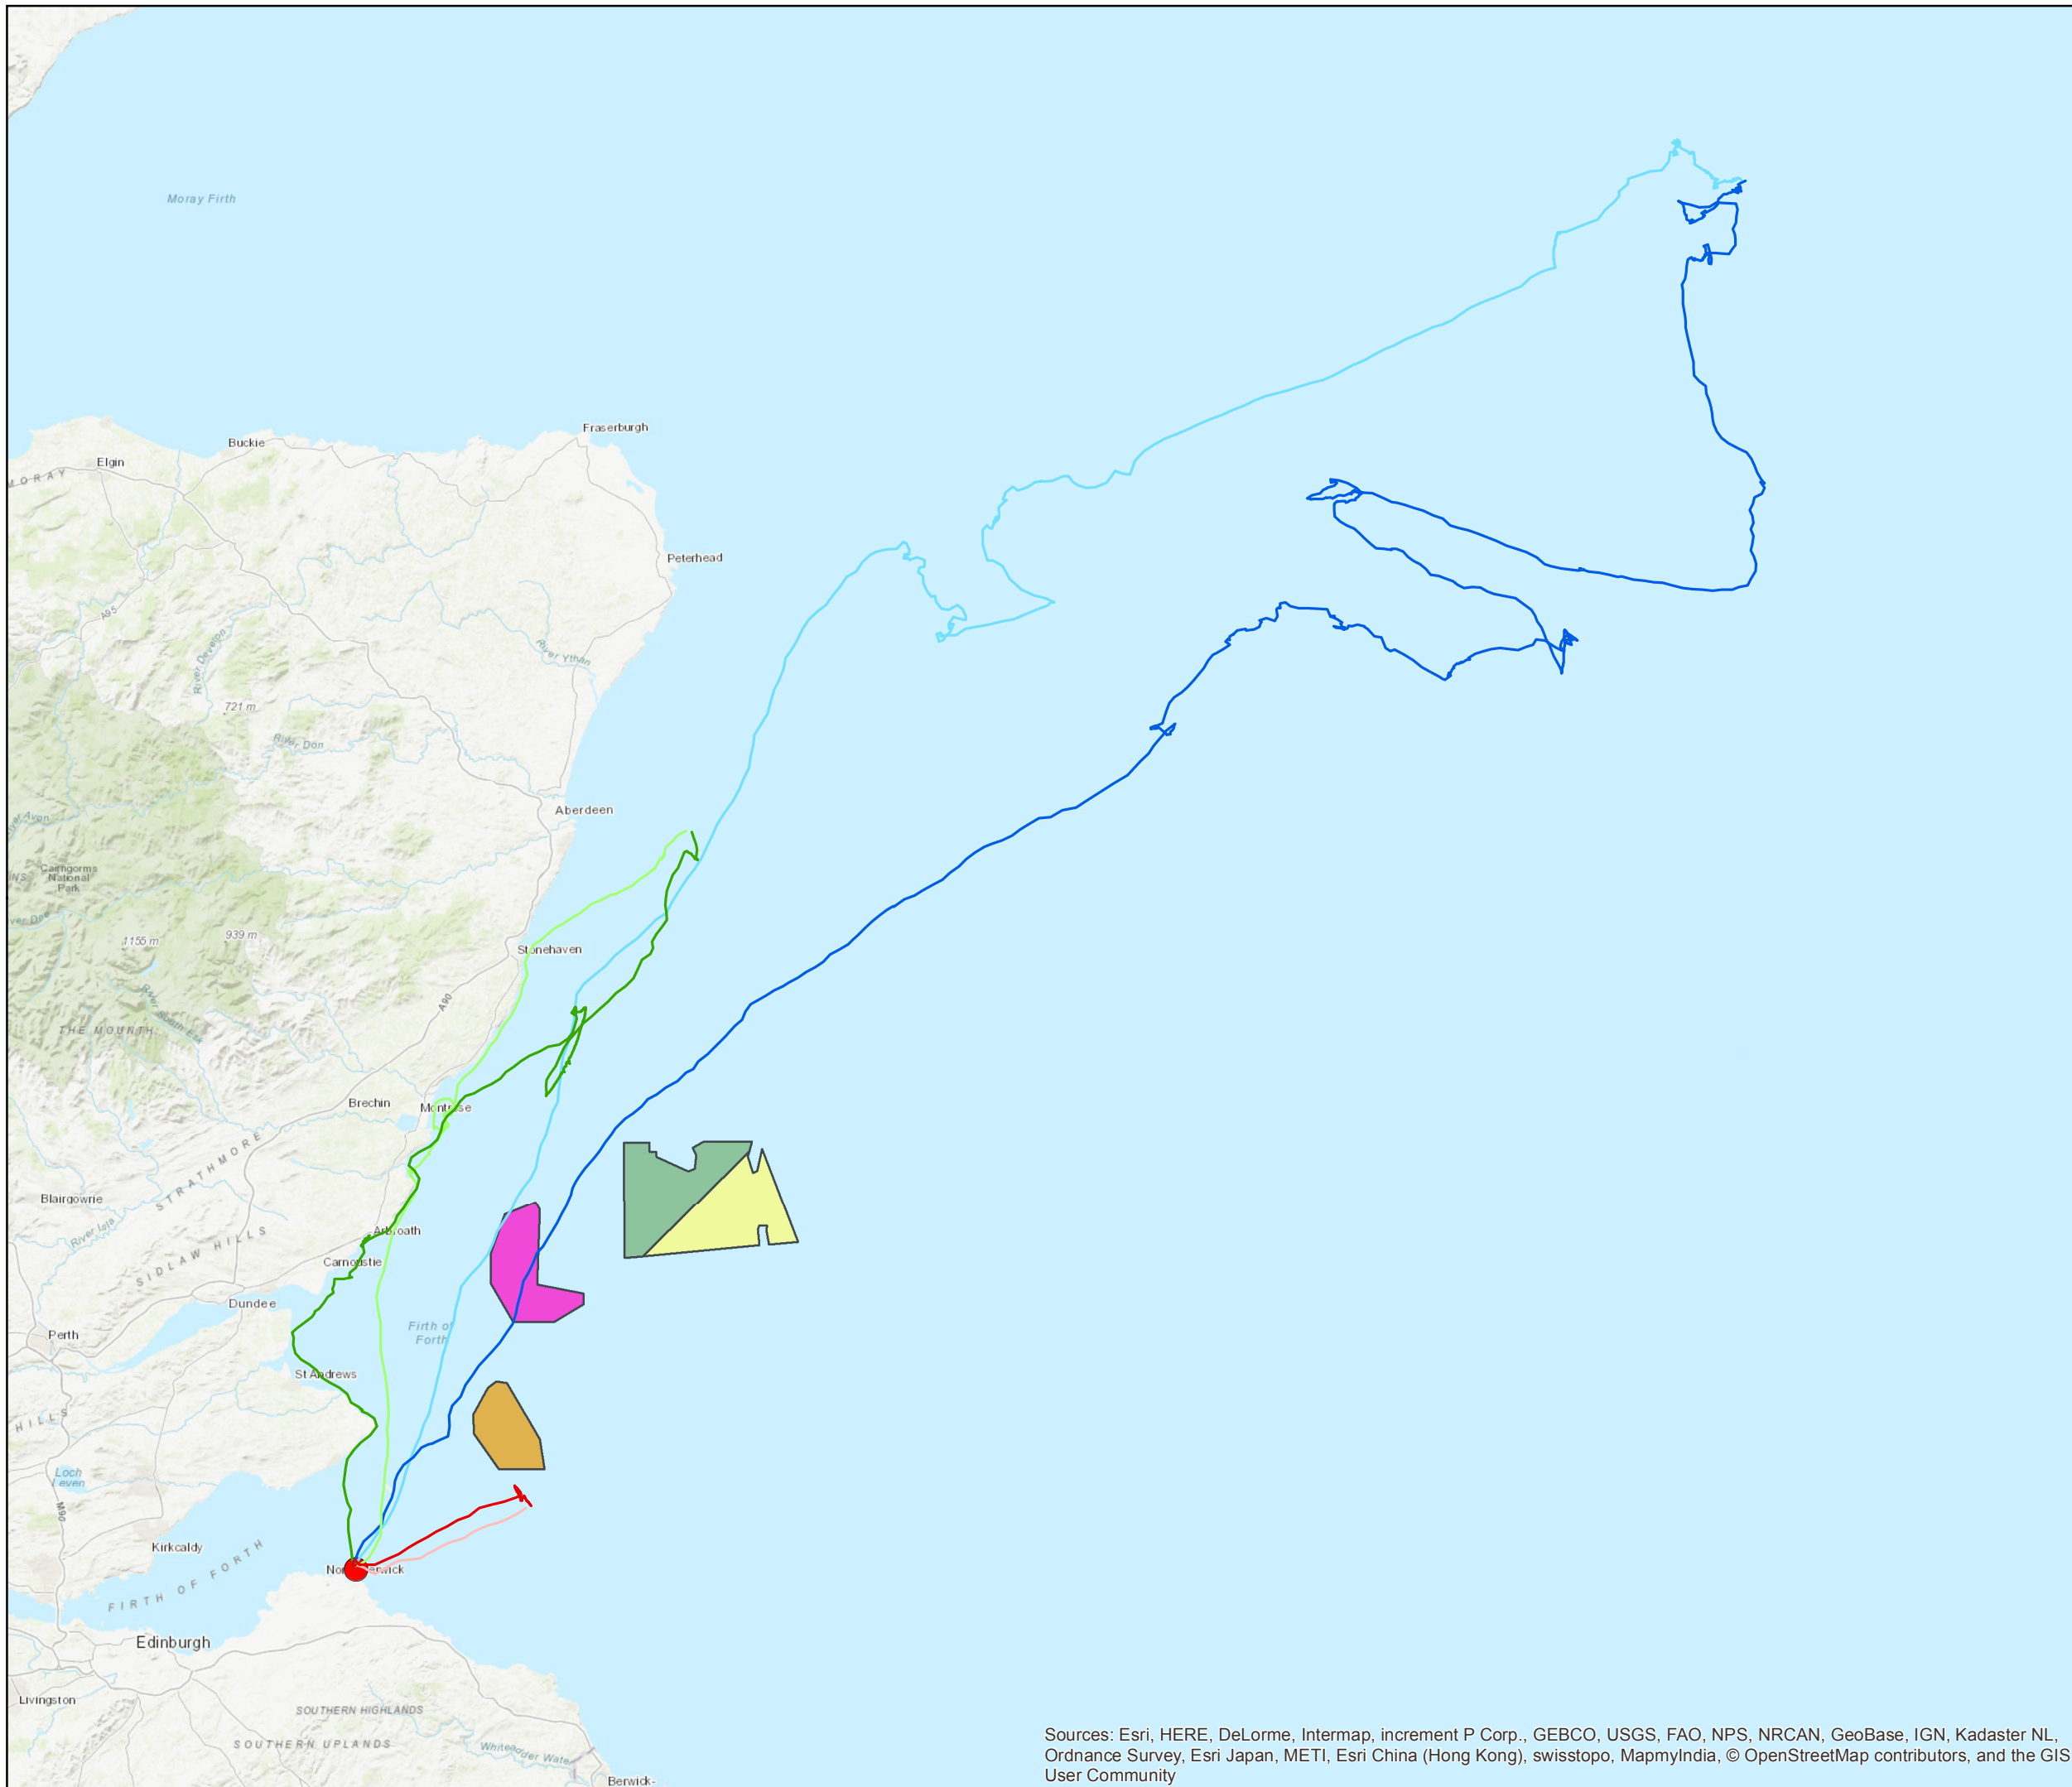 Moray Firth
Fraserburgh
Buckie
Elgin
MORAY
Peterhead
A95
River Deveron
River Ythan
721 m
River Don
Aberdeen
Cairngorms
National
Park
1155 m
939 m
Stonehaven
A90
River South Esk
THE MOUNTH
Brechin
Montrose
STRATHMORE
Blairgowrie
River Isla
Arbroath
SIDLAW HILLS
Carnoustie
Dundee
Firth of
Forth
Perth
St Andrews
HILLS
Loch
Leven
M90
Kirkcaldy
FIRTH OF FORTH
Edinburgh
Livingston
SOUTHERN HIGHLANDS
SOUTHERN UPLANDS
Whiteadder Water
Berwick-
Sources: Esri, HERE, DeLorme, Intermap, increment P Corp., GEBCO, USGS, FAO, NPS, NRCAN, GeoBase, IGN, Kadaster NL,
Ordnance Survey, Esri Japan, METI, Esri China (Hong Kong), swisstopo, MapmyIndia, © OpenStreetMap contributors, and the GIS
User Community